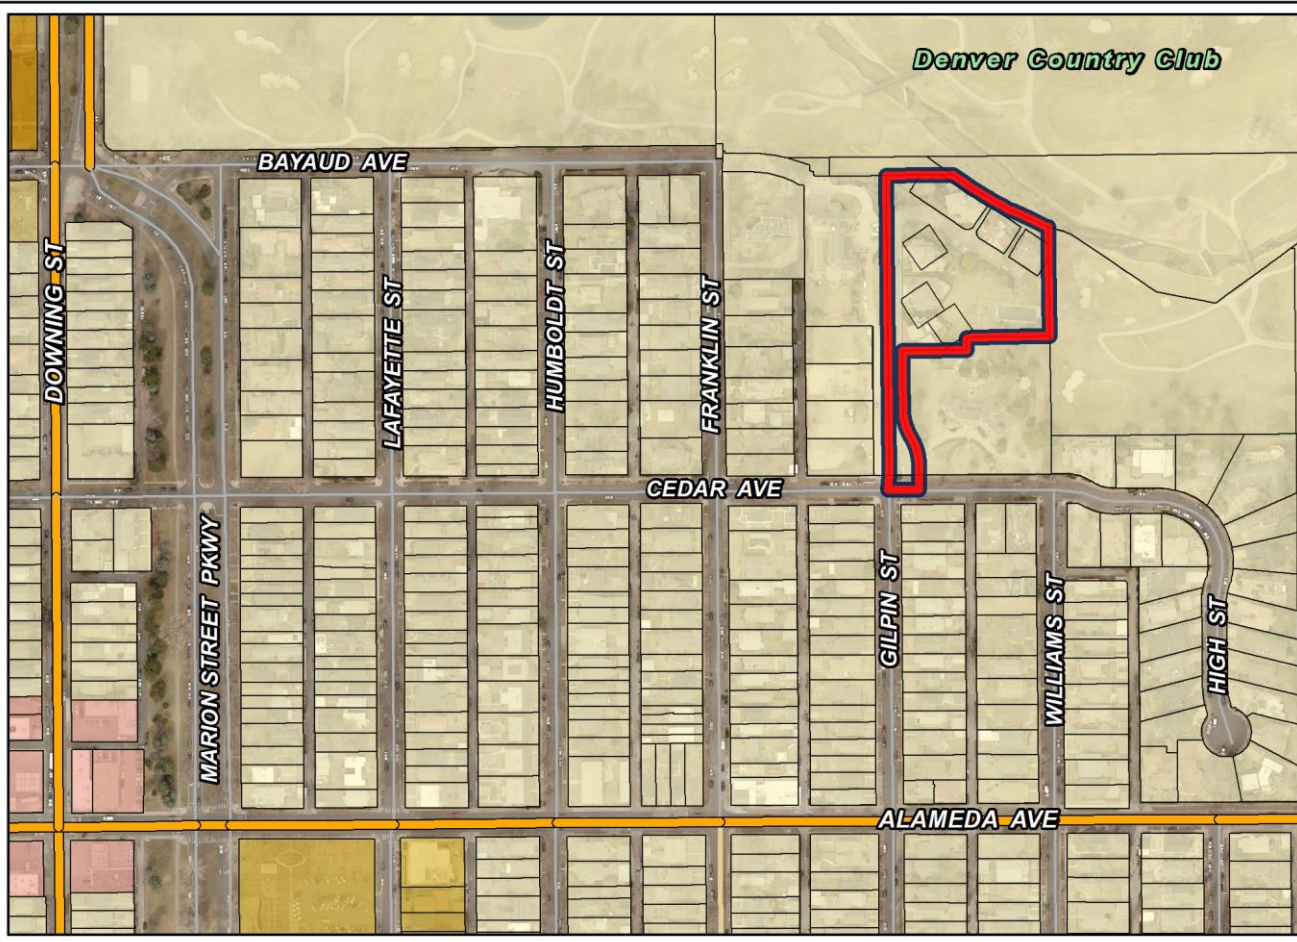 Denver Country Club
BAYAUD AVE
DOWNING ST
LAFAYETTE ST
HUMBOLDT ST
FRANKLIN ST
CEDAR AVE
MARION STREET PKWY
GILPIN ST
WILLIAMS ST
HIGH ST
ALAMEDA AVE